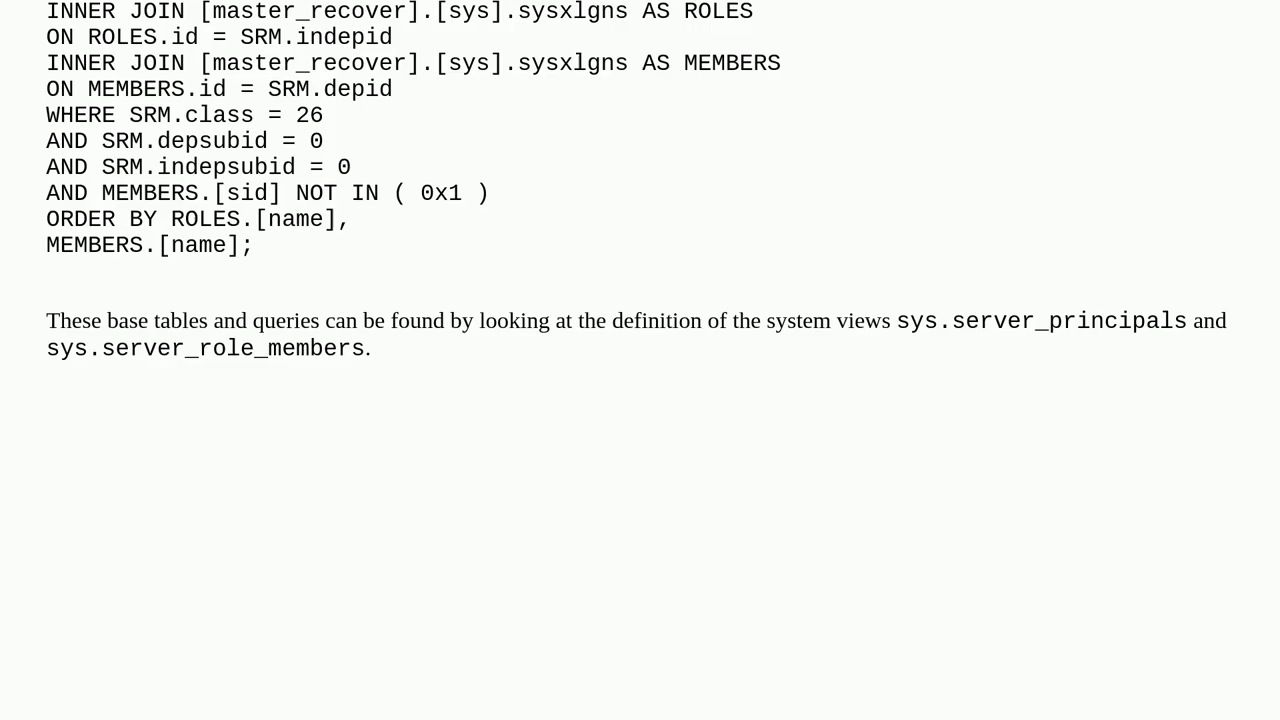 INNER JOIN [master_recover].[sys].sysxlgns AS ROLES
ON ROLES.id = SRM.indepid
INNER JOIN [master_recover].[sys].sysxlgns AS MEMBERS
ON MEMBERS.id = SRM.depid
WHERE SRM.class = 26
AND SRM.depsubid = 0
AND SRM.indepsubid = 0
AND MEMBERS.[sid] NOT IN ( 0x1 )
ORDER BY ROLES.[name],
MEMBERS.[name];
These base tables and queries can be found by looking at the definition of the system views sys.server_principals and
sys.server_role_members.